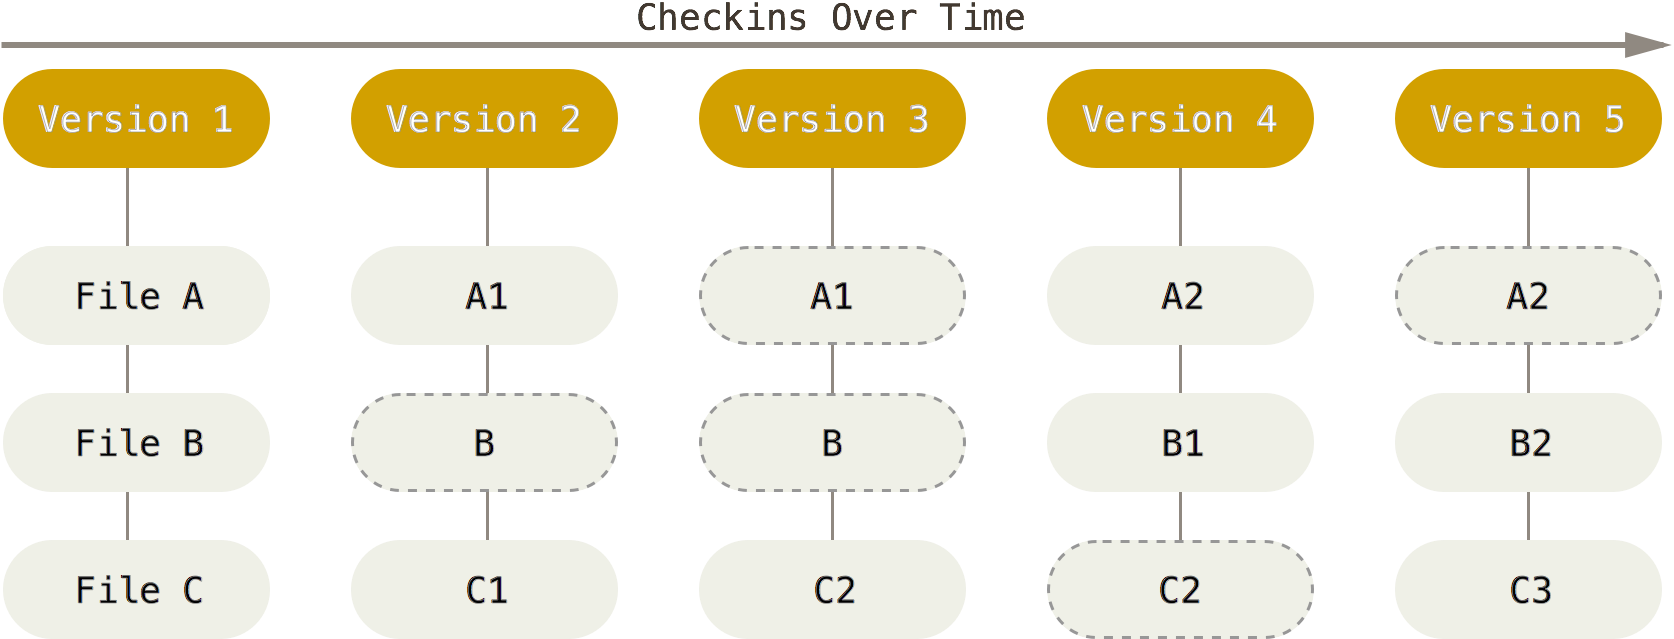 Checkins Over Time
Version 1 Version 2 Version 3 Version 4 Version 5
File A A1 A1 A2 A2
File B B B B1 B2
File C C1 C2 C2 C3